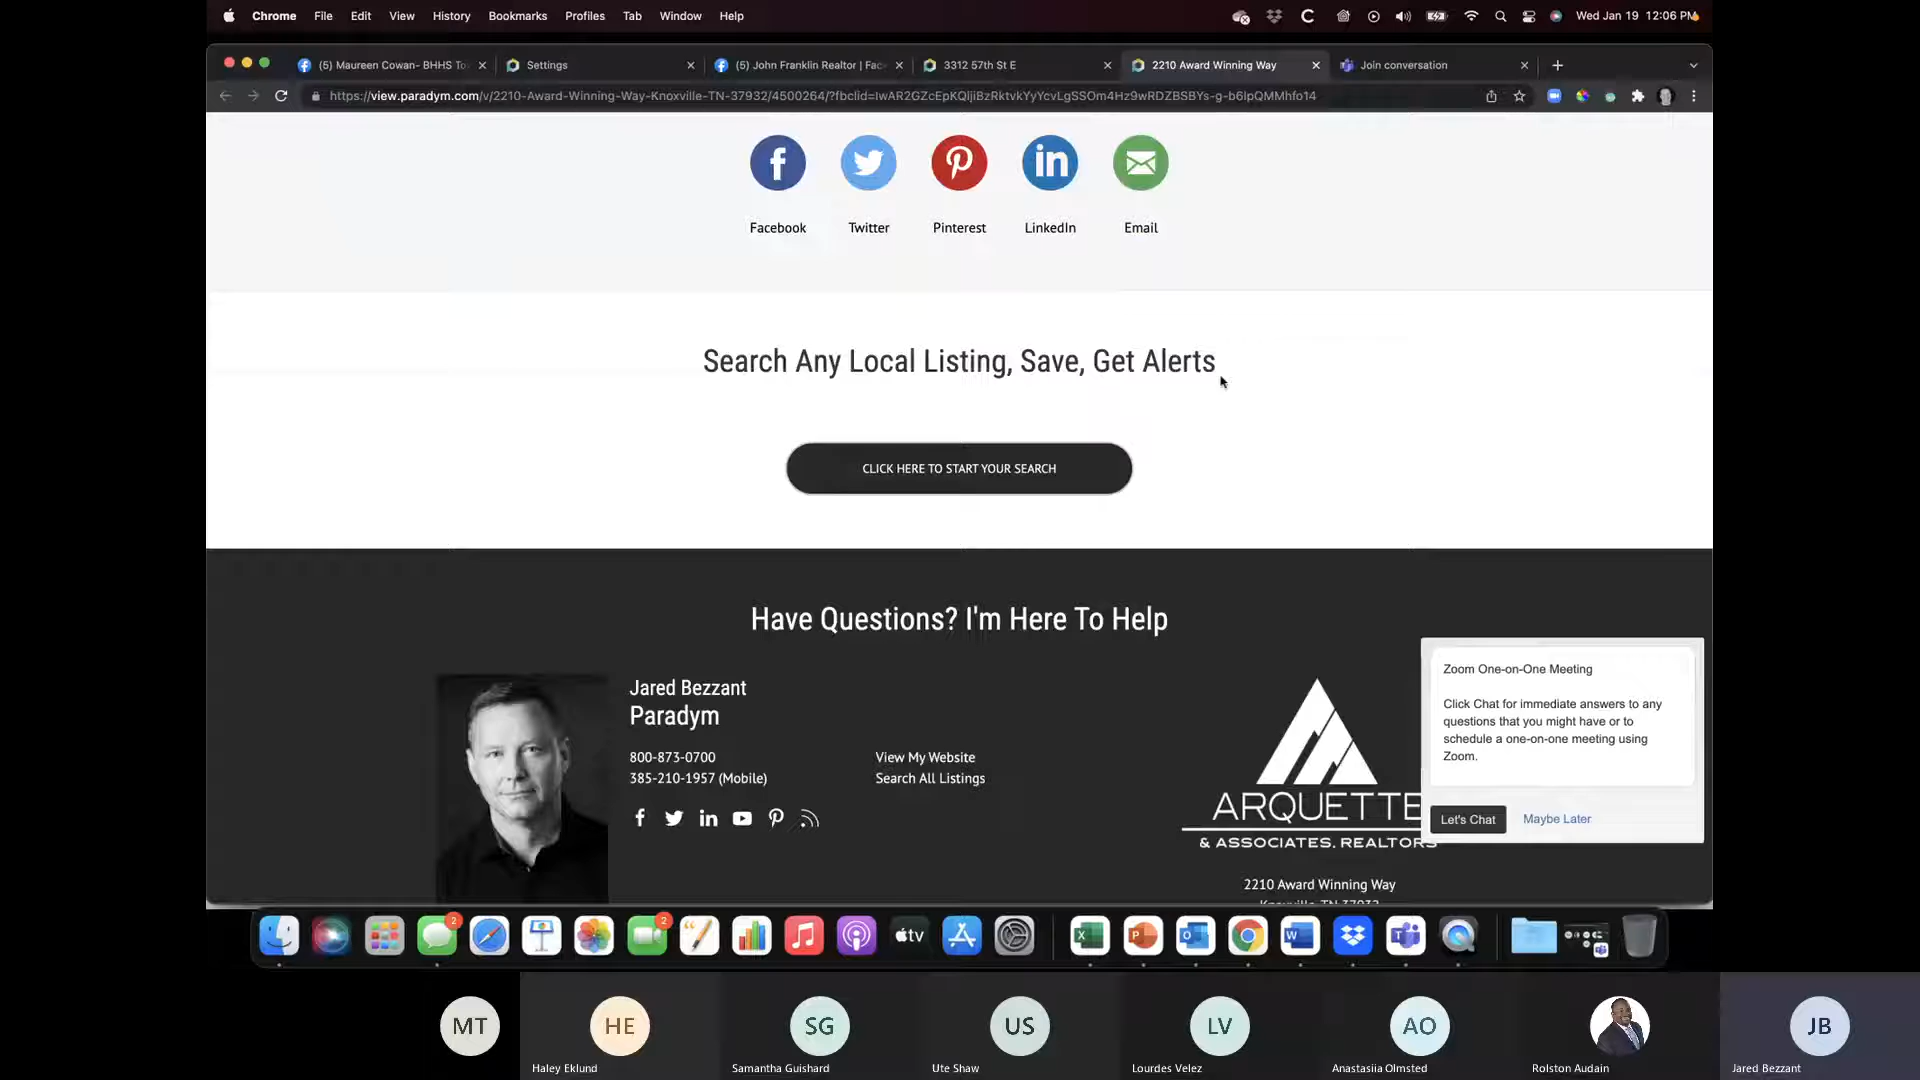 Chrome File Edit View History Bookmarks Profiles Tab Window Help
Wed Jan 19 12:06 PM
(5) Maureen Cowan- BHHS To
Settings
(5) John Franklin Realtor | Fac
3312 57th St E
2210 Award Winning Way
Join conversation
https://view.paradym.com/v/2210-Award-Winning-Way-Knoxville-TN-37932/4500264/?fbclid=IwAR2GZcEpKQljiBzRktvkYyYcvLgSSOm4Hz9wRDZBSBYs-g-b6IpQMMhfo14
Facebook Twitter Pinterest LinkedIn Email
Search Any Local Listing, Save, Get Alerts
CLICK HERE TO START YOUR SEARCH
Have Questions? I'm Here To Help
Jared Bezzant
Paradym
800-873-0700
385-210-1957 (Mobile)
View My Website
Search All Listings
ARQUETTE
& ASSOCIATES. REALTORS
2210 Award Winning Way
Knoxville, TN 37932
Zoom One-on-One Meeting
Click Chat for immediate answers to any
questions that you might have or to
schedule a one-on-one meeting using
Zoom.
Let's Chat
Maybe Later
2
2
tv
MT
HE
SG
US
LV
AO
JB
Haley Eklund
Samantha Guishard
Ute Shaw
Lourdes Velez
Anastasiia Olmsted
Rolston Audain
Jared Bezzant